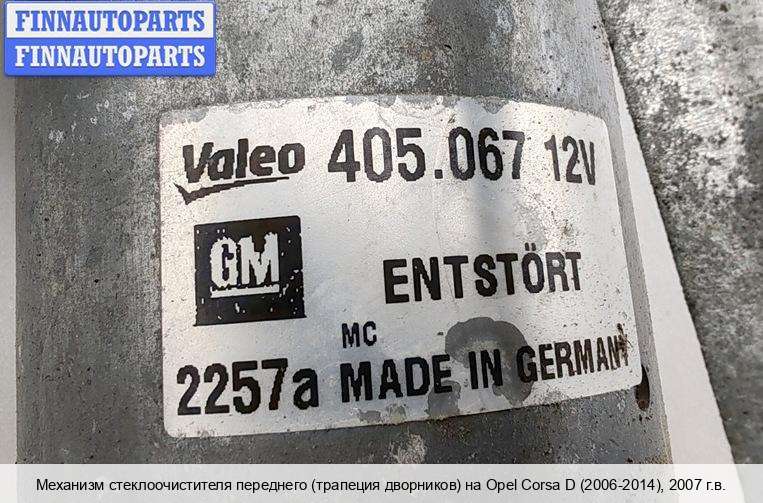 FINNAUTOPARTS
FINNAUTOPARTS
Valeo 405.067 12V
GM ENTSTÖRT
MC
2257a MADE IN GERMANY
Механизм стеклоочистителя переднего (трапеция дворников) на Opel Corsa D (2006-2014), 2007 г.в.